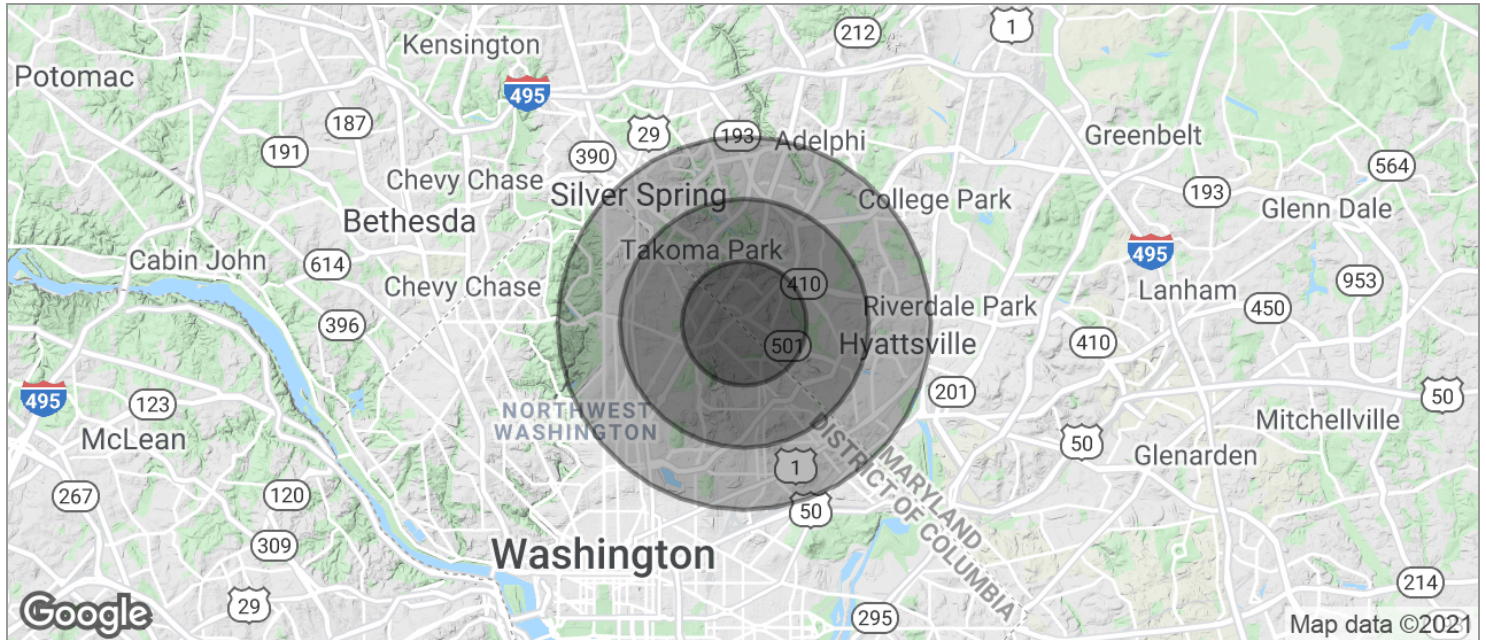 1
212
Kensington
Potomac
495
187
29
193
Adelphi
Greenbelt
191
390
564
Chevy Chase
Silver Spring
College Park
193
Glenn Dale
Bethesda
Takoma Park
495
Cabin John
614
410
953
Chevy Chase
Riverdale Park
Lanham
450
396
501
Hyattsville
410
495
123
201
50
NORTHWEST
WASHINGTON
McLean
DISTRICT OF COLUMBIA
MARYLAND
Mitchellville
50
Glenarden
1
267
120
50
309
Washington
29
295
214
Google
Map data ©2021